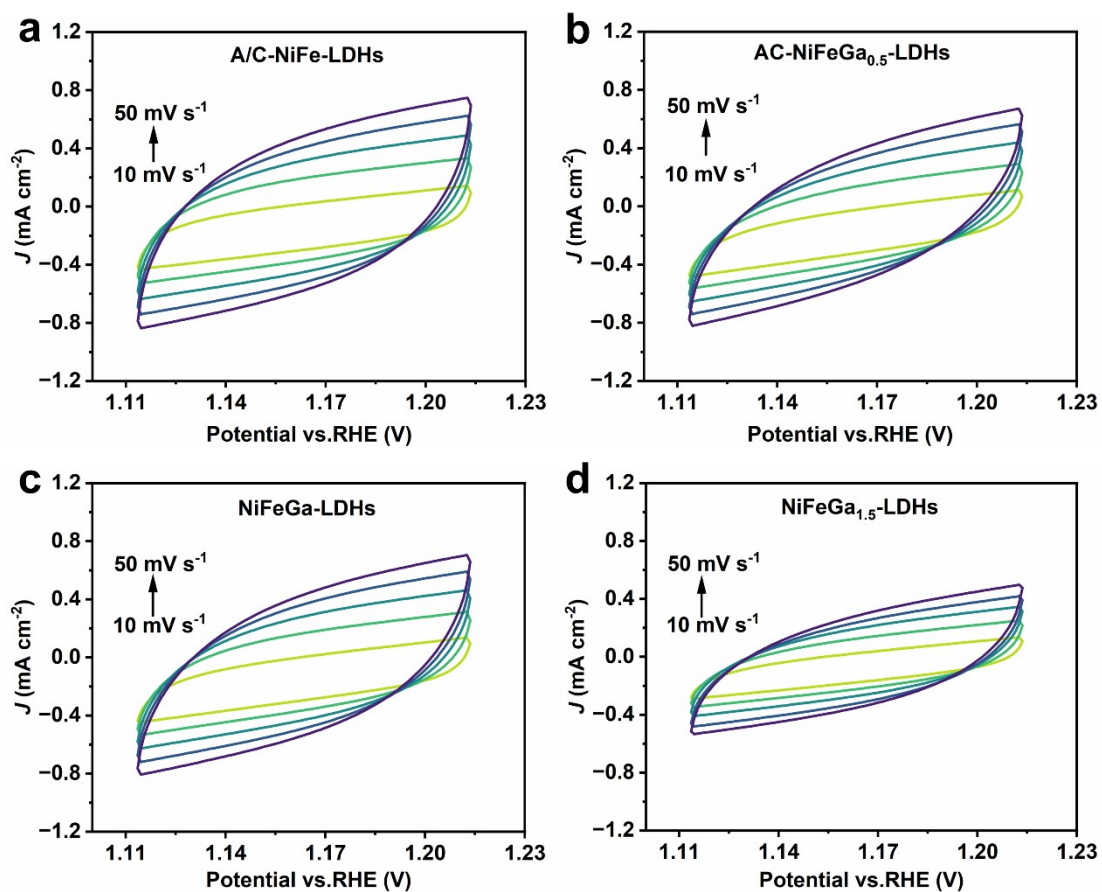 a
A/C-NiFe-LDHs
50 mV s⁻¹
10 mV s⁻¹
J (mA cm⁻²)
1.2
0.8
0.4
0.0
−0.4
−0.8
−1.2
1.11 1.14 1.17 1.20 1.23
Potential vs.RHE (V)
b
AC-NiFeGa₀.₅-LDHs
50 mV s⁻¹
10 mV s⁻¹
J (mA cm⁻²)
1.2
0.8
0.4
0.0
−0.4
−0.8
−1.2
1.11 1.14 1.17 1.20 1.23
Potential vs.RHE (V)
c
NiFeGa-LDHs
50 mV s⁻¹
10 mV s⁻¹
J (mA cm⁻²)
1.2
0.8
0.4
0.0
−0.4
−0.8
−1.2
1.11 1.14 1.17 1.20 1.23
Potential vs.RHE (V)
d
NiFeGa₁.₅-LDHs
50 mV s⁻¹
10 mV s⁻¹
J (mA cm⁻²)
1.2
0.8
0.4
0.0
−0.4
−0.8
−1.2
1.11 1.14 1.17 1.20 1.23
Potential vs.RHE (V)